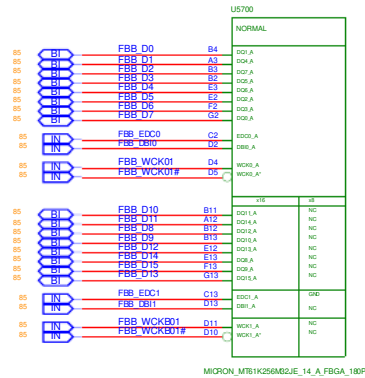 U5700
NORMAL
85 BI FBB_D0 B4 DQ1_A
85 BI FBB_D1 A3 DQ4_A
85 BI FBB_D2 B3 DQ7_A
85 BI FBB_D3 B2 DQ5_A
85 BI FBB_D4 E3 DQ6_A
85 BI FBB_D5 E2 DQ2_A
85 BI FBB_D6 F2 DQ3_A
85 BI FBB_D7 G2 DQ0_A
85 IN FBB_EDC0 C2 EDC0_A
85 IN FBB_DBI0 D2 DBI0_A
85 IN FBB_WCK01 D4 WCK0_A
85 IN FBB_WCK01# D5 WCK0_A*
x16 x8
85 BI FBB_D10 B11 DQ11_A NC
85 BI FBB_D11 A12 DQ14_A NC
85 BI FBB_D8 B12 DQ12_A NC
85 BI FBB_D9 B13 DQ10_A NC
85 BI FBB_D12 E12 DQ13_A NC
85 BI FBB_D14 E13 DQ8_A NC
85 BI FBB_D15 F13 DQ9_A NC
85 BI FBB_D13 G13 DQ15_A NC
85 IN FBB_EDC1 C13 EDC1_A GND
85 IN FBB_DBI1 D13 DBI1_A NC
85 IN FBB_WCKB01 D11 WCK1_A NC
85 IN FBB_WCKB01# D10 WCK1_A* NC
MICRON_MT61K256M32JE_14_A_FBGA_180P